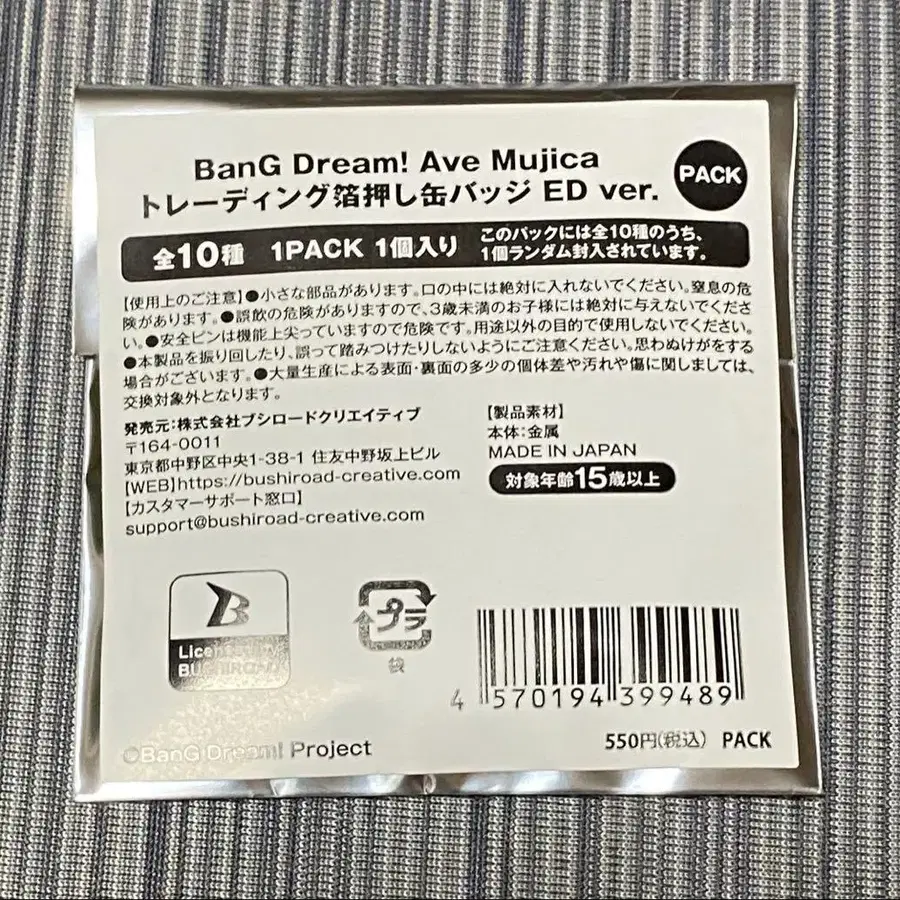 BanG Dream! Ave Mujica
トレーディング箔押し缶バッジ ED ver.
PACK
全10種 1PACK 1個入り
このパックには全10種のうち、
1個ランダム封入されています。
【使用上のご注意】●小さな部品があります。口の中には絶対に入れないでください。窒息の危
険があります。●誤飲の危険がありますので、3歳未満のお子様には絶対に与えないでくださ
い。●安全ピンは機能上尖っていますので危険です。用途以外の目的で使用しないでください。
●本製品を振り回したり、誤って踏みつけたりしないようにご注意ください。思わぬけがをする
場合がございます。●大量生産による表面・裏面の多少の個体差や汚れや傷に関しましては、
交換対象外となります。
発売元:株式会社ブシロードクリエイティブ
〒164-0011
東京都中野区中央1-38-1 住友中野坂上ビル
【WEB】https://bushiroad-creative.com
【カスタマーサポート窓口】
support@bushiroad-creative.com
【製品素材】
本体:金属
MADE IN JAPAN
対象年齢15歳以上
B
プラ
袋
4 570194 399489
550円(税込) PACK
©BanG Dream! Project